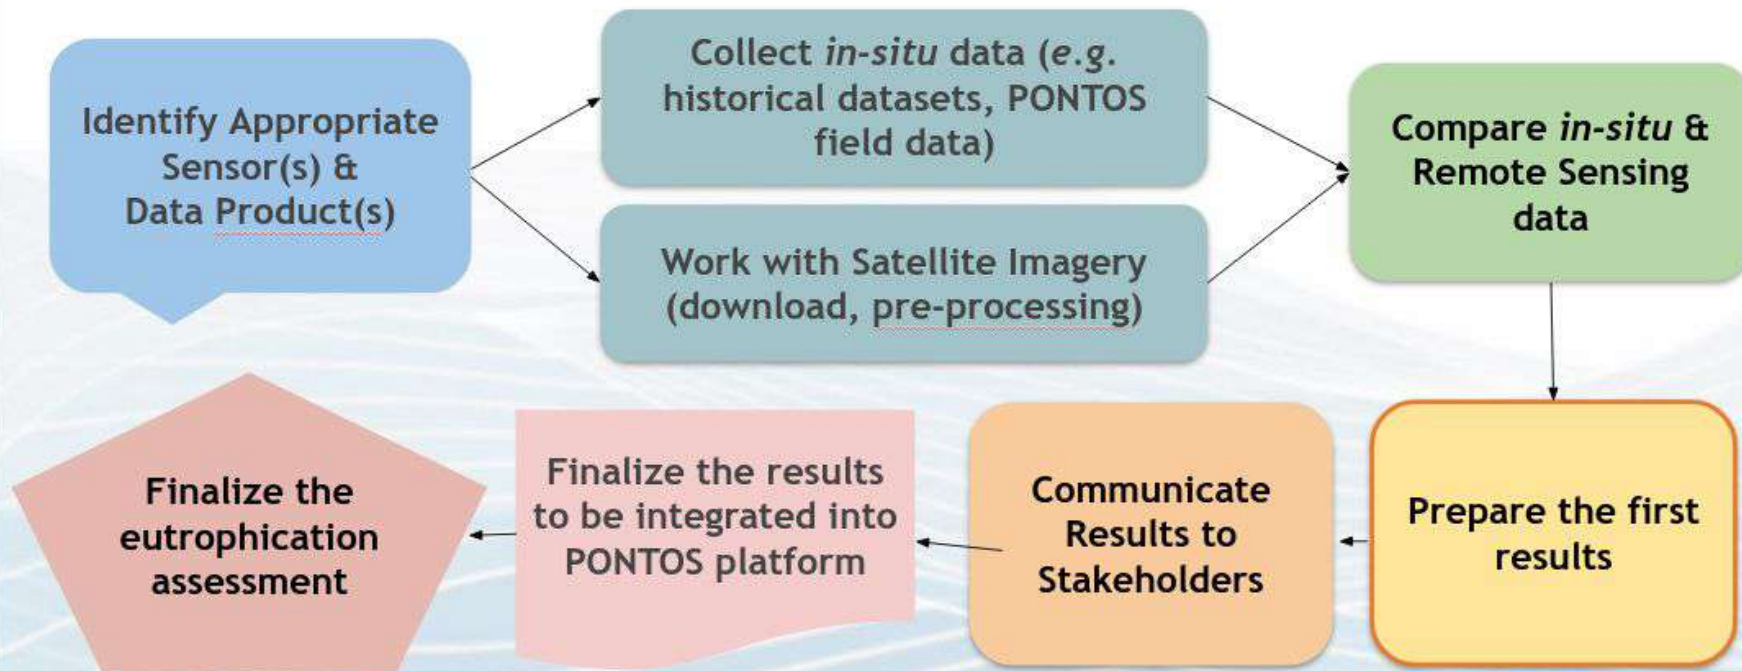 Identify Appropriate
Sensor(s) &
Data Product(s)
Collect in-situ data (e.g.
historical datasets, PONTOS
field data)
Work with Satellite Imagery
(download, pre-processing)
Compare in-situ &
Remote Sensing
data
Prepare the first
results
Communicate
Results to
Stakeholders
Finalize the results
to be integrated into
PONTOS platform
Finalize the
eutrophication
assessment